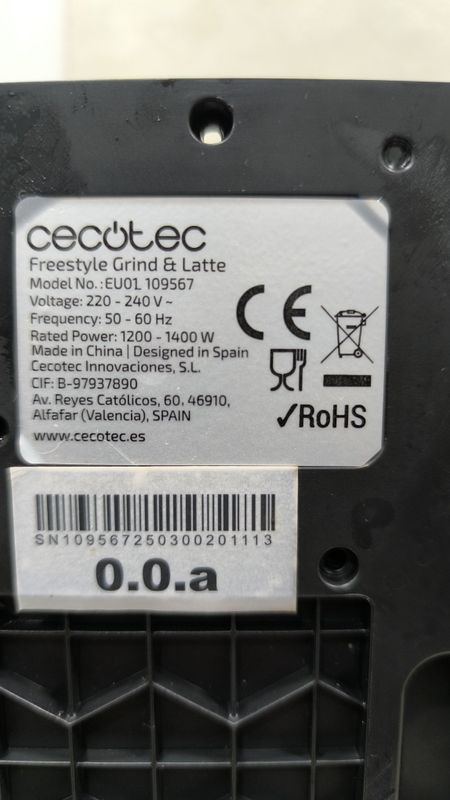 cecotec
Freestyle Grind & Latte
Model No.: EU01 109567
Voltage: 220 - 240 V ~
Frequency: 50 - 60 Hz
Rated Power: 1200 - 1400 W
Made in China | Designed in Spain
Cecotec Innovaciones, S.L.
CIF: B-97937890
Av. Reyes Católicos, 60, 46910,
Alfafar (Valencia), SPAIN
www.cecotec.es
CE
✓RoHS
SN109567250300201113
0.0.a